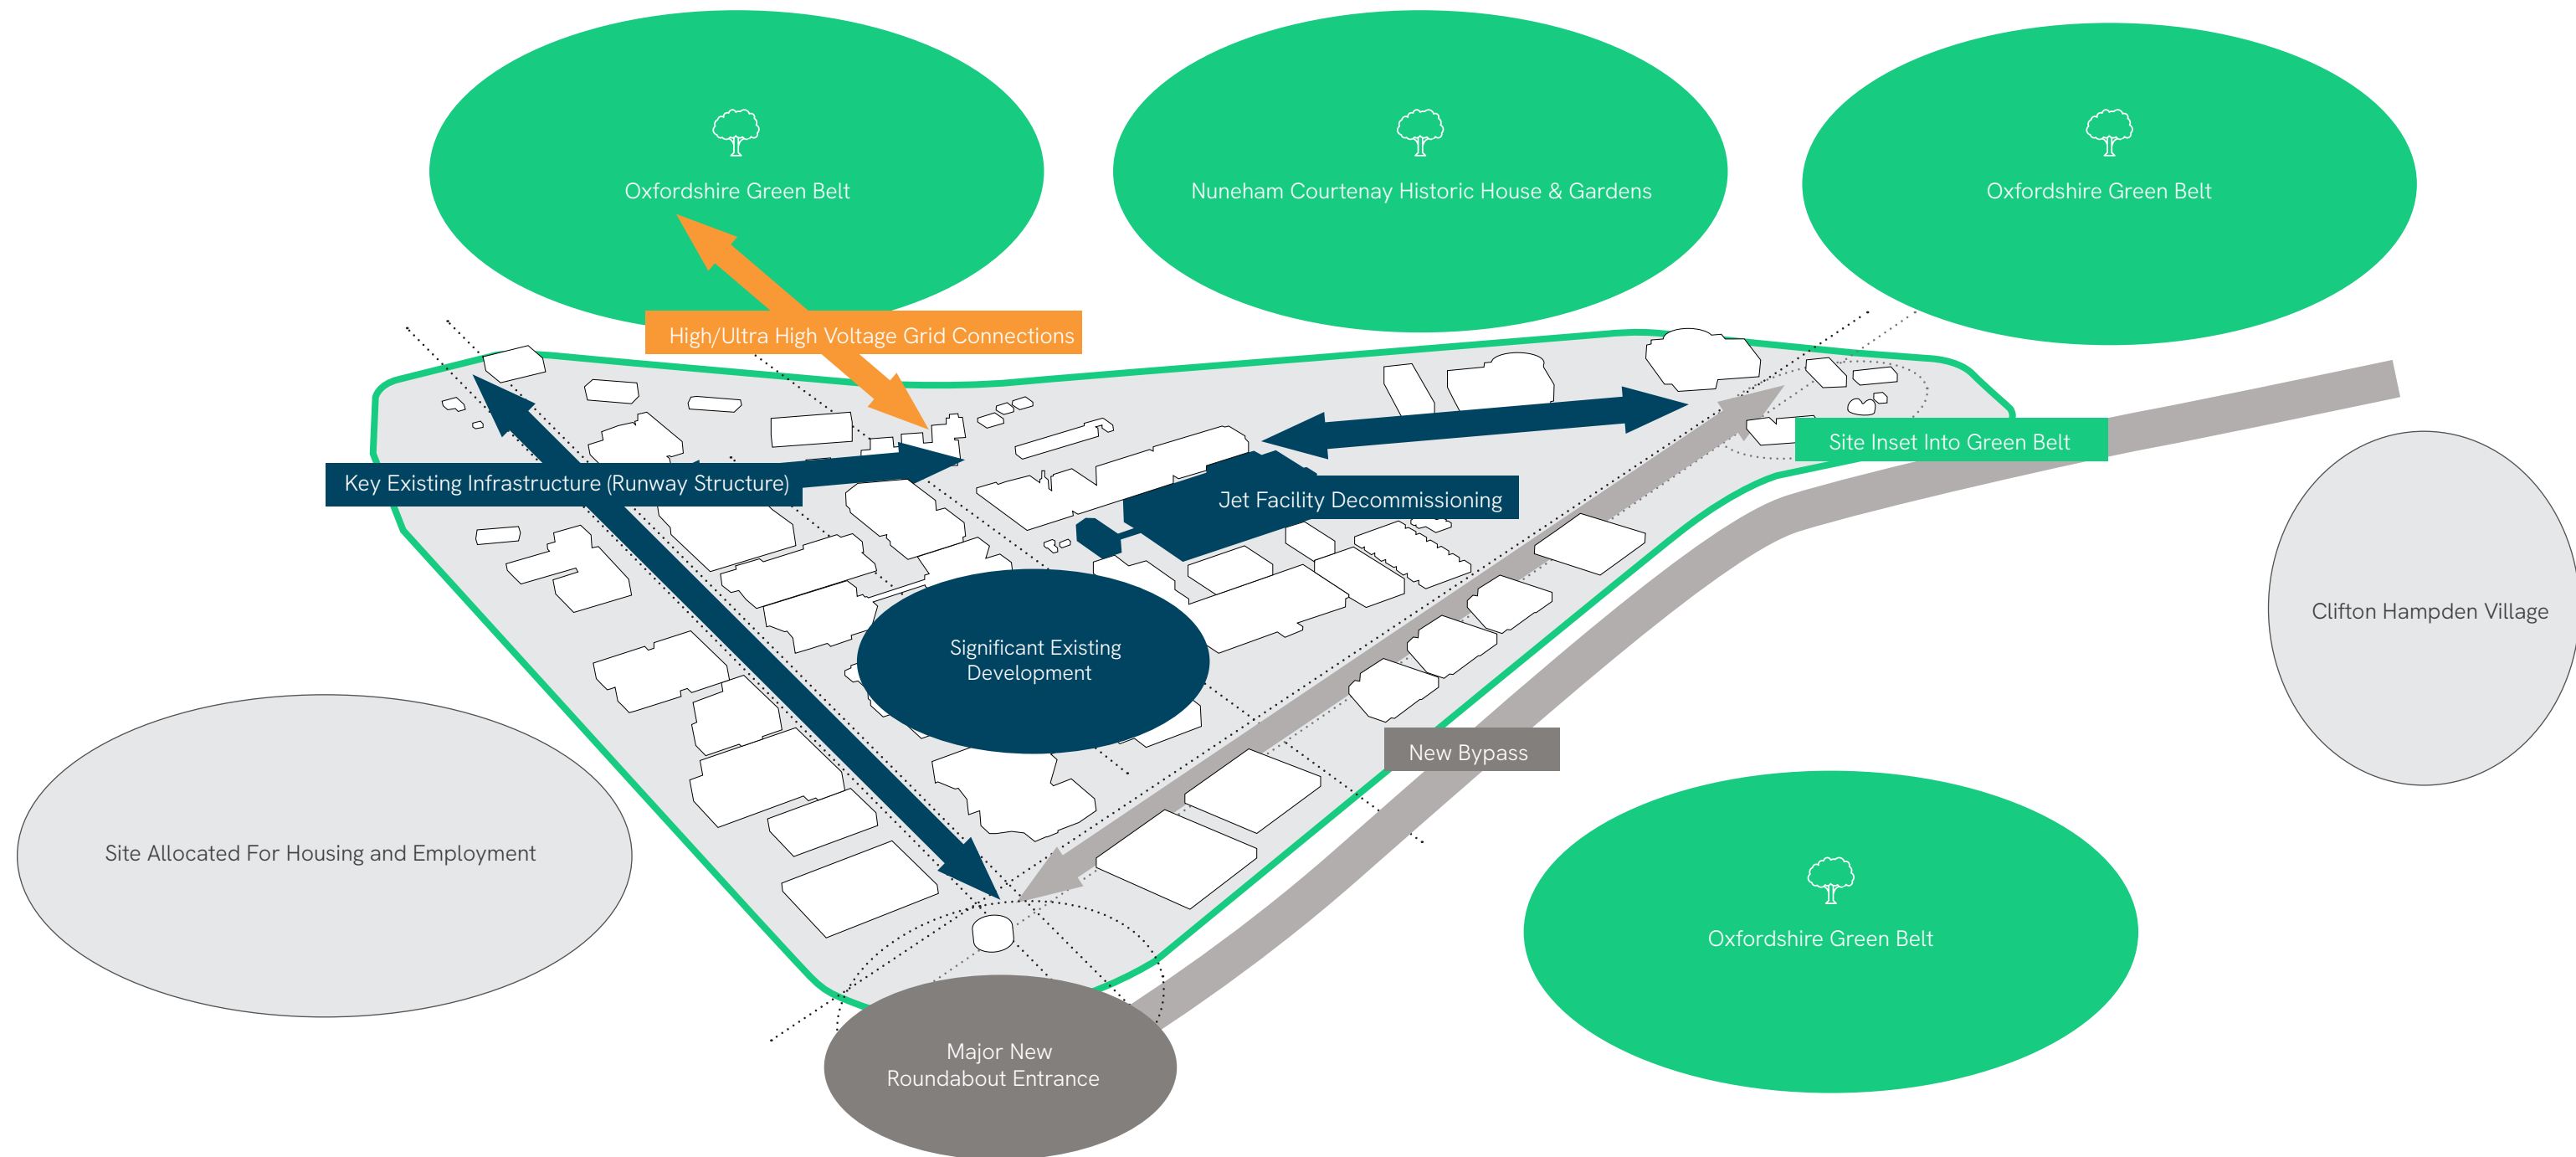 Oxfordshire Green Belt
Nuneham Courtenay Historic House & Gardens
Oxfordshire Green Belt
High/Ultra High Voltage Grid Connections
Site Inset Into Green Belt
Key Existing Infrastructure (Runway Structure)
Jet Facility Decommissioning
Clifton Hampden Village
Significant Existing
Development
New Bypass
Site Allocated For Housing and Employment
Oxfordshire Green Belt
Major New
Roundabout Entrance